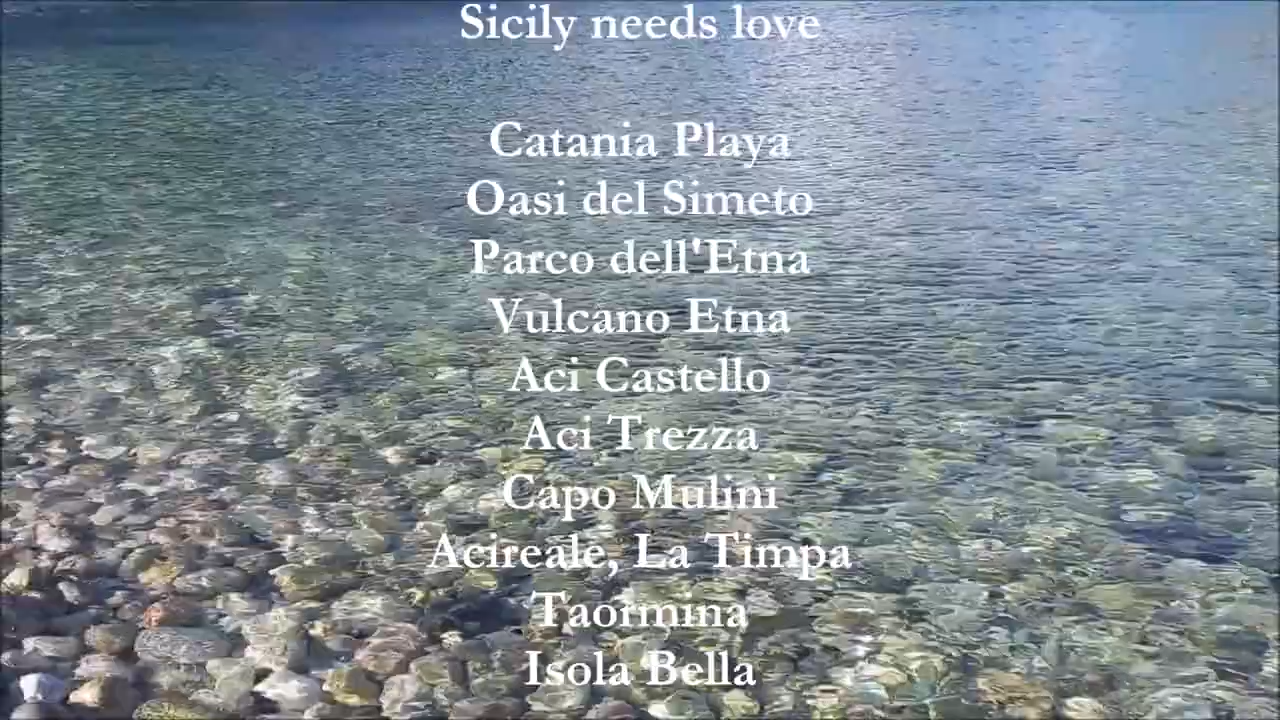 Sicily needs love
Catania Playa
Oasi del Simeto
Parco dell'Etna
Vulcano Etna
Aci Castello
Aci Trezza
Capo Mulini
Acireale, La Timpa
Taormina
Isola Bella